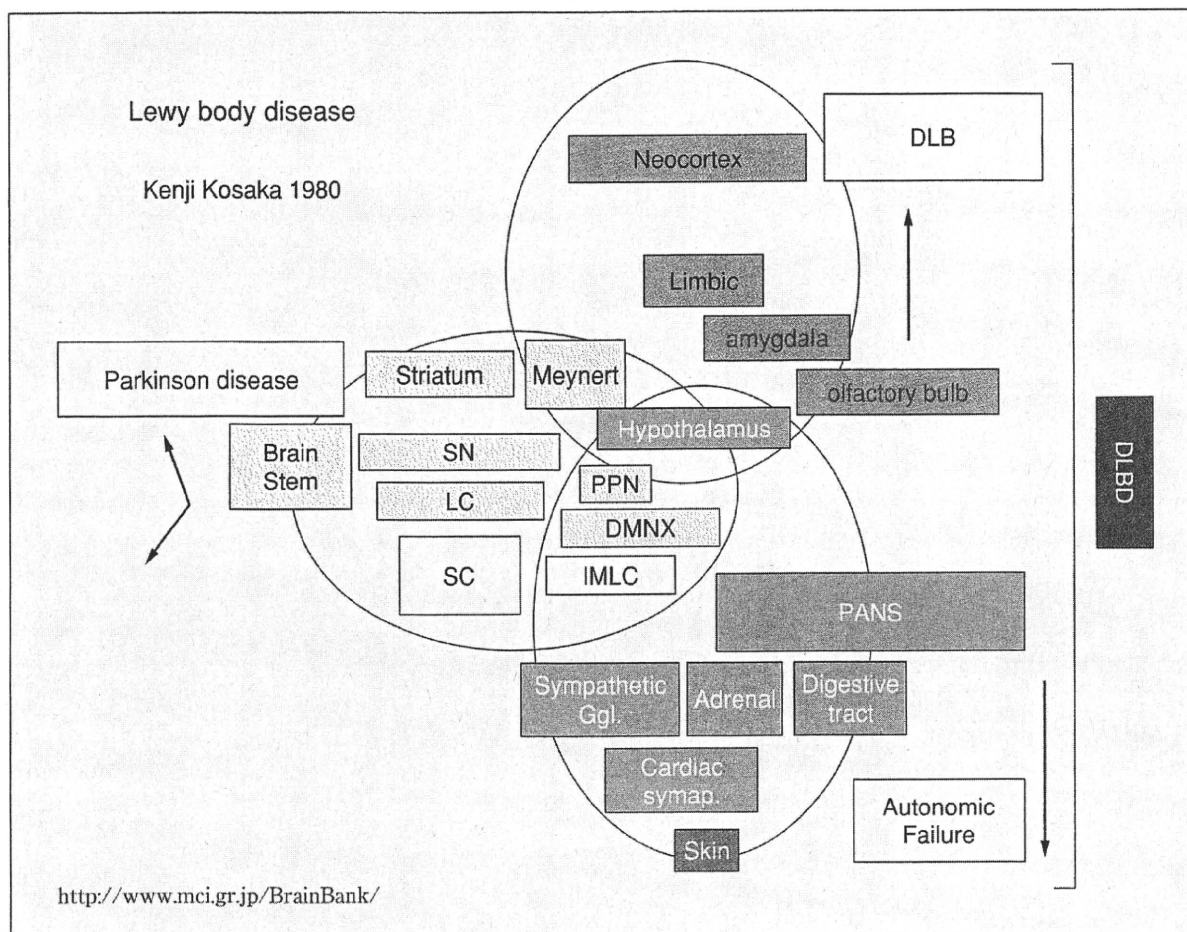 Lewy body disease
Kenji Kosaka 1980
Neocortex
DLB
Limbic
amygdala
olfactory bulb
Parkinson disease
Striatum
Meynert
Hypothalamus
Brain
Stem
SN
PPN
LC
DMNX
SC
IMLC
DLBD
PANS
Sympathetic
Ggl.
Adrenal
Digestive
tract
Cardlac
symap.
Skin
Autonomic
Failure
http://www.mci.gr.jp/BrainBank/